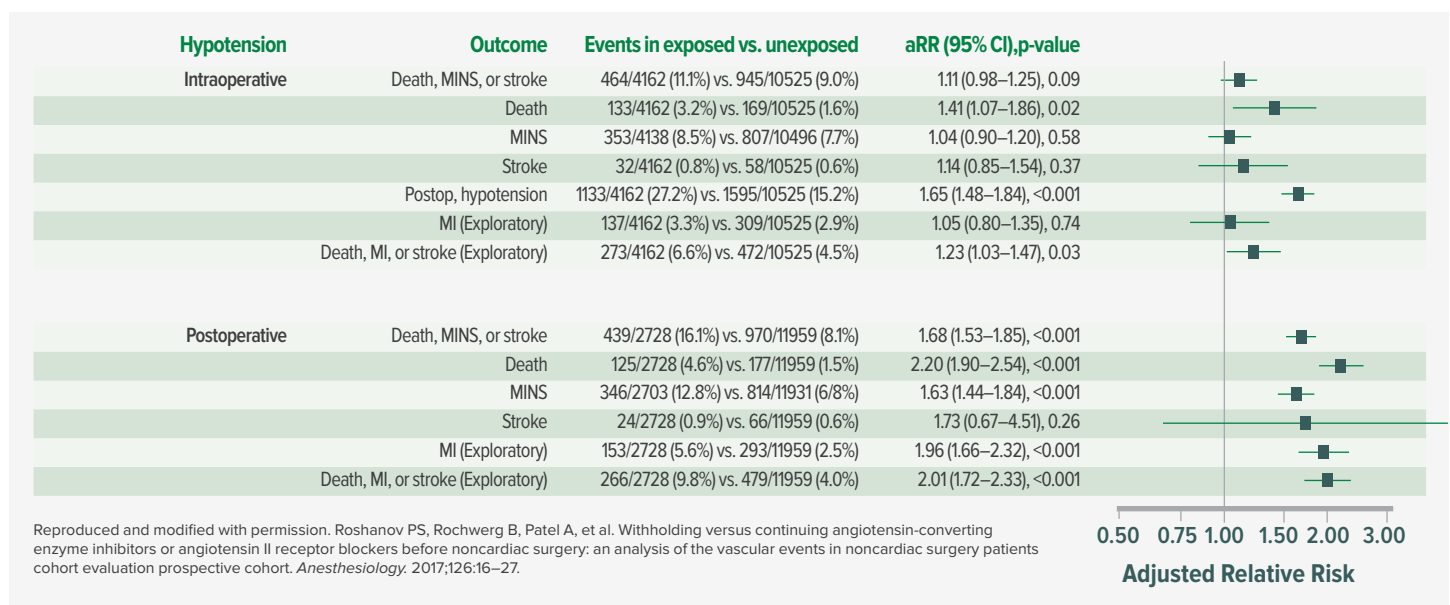 Hypotension Outcome Events in exposed vs. unexposed aRR (95% CI),p-value
Intraoperative Death, MINS, or stroke 464/4162 (11.1%) vs. 945/10525 (9.0%) 1.11 (0.98–1.25), 0.09
Death 133/4162 (3.2%) vs. 169/10525 (1.6%) 1.41 (1.07–1.86), 0.02
MINS 353/4138 (8.5%) vs. 807/10496 (7.7%) 1.04 (0.90–1.20), 0.58
Stroke 32/4162 (0.8%) vs. 58/10525 (0.6%) 1.14 (0.85–1.54), 0.37
Postop, hypotension 1133/4162 (27.2%) vs. 1595/10525 (15.2%) 1.65 (1.48–1.84), <0.001
MI (Exploratory) 137/4162 (3.3%) vs. 309/10525 (2.9%) 1.05 (0.80–1.35), 0.74
Death, MI, or stroke (Exploratory) 273/4162 (6.6%) vs. 472/10525 (4.5%) 1.23 (1.03–1.47), 0.03
Postoperative Death, MINS, or stroke 439/2728 (16.1%) vs. 970/11959 (8.1%) 1.68 (1.53–1.85), <0.001
Death 125/2728 (4.6%) vs. 177/11959 (1.5%) 2.20 (1.90–2.54), <0.001
MINS 346/2703 (12.8%) vs. 814/11931 (6/8%) 1.63 (1.44–1.84), <0.001
Stroke 24/2728 (0.9%) vs. 66/11959 (0.6%) 1.73 (0.67–4.51), 0.26
MI (Exploratory) 153/2728 (5.6%) vs. 293/11959 (2.5%) 1.96 (1.66–2.32), <0.001
Death, MI, or stroke (Exploratory) 266/2728 (9.8%) vs. 479/11959 (4.0%) 2.01 (1.72–2.33), <0.001
Reproduced and modified with permission. Roshanov PS, Rochwerg B, Patel A, et al. Withholding versus continuing angiotensin-converting
enzyme inhibitors or angiotensin II receptor blockers before noncardiac surgery: an analysis of the vascular events in noncardiac surgery patients
cohort evaluation prospective cohort. Anesthesiology. 2017;126:16–27.
0.50 0.75 1.00 1.50 2.00 3.00
Adjusted Relative Risk